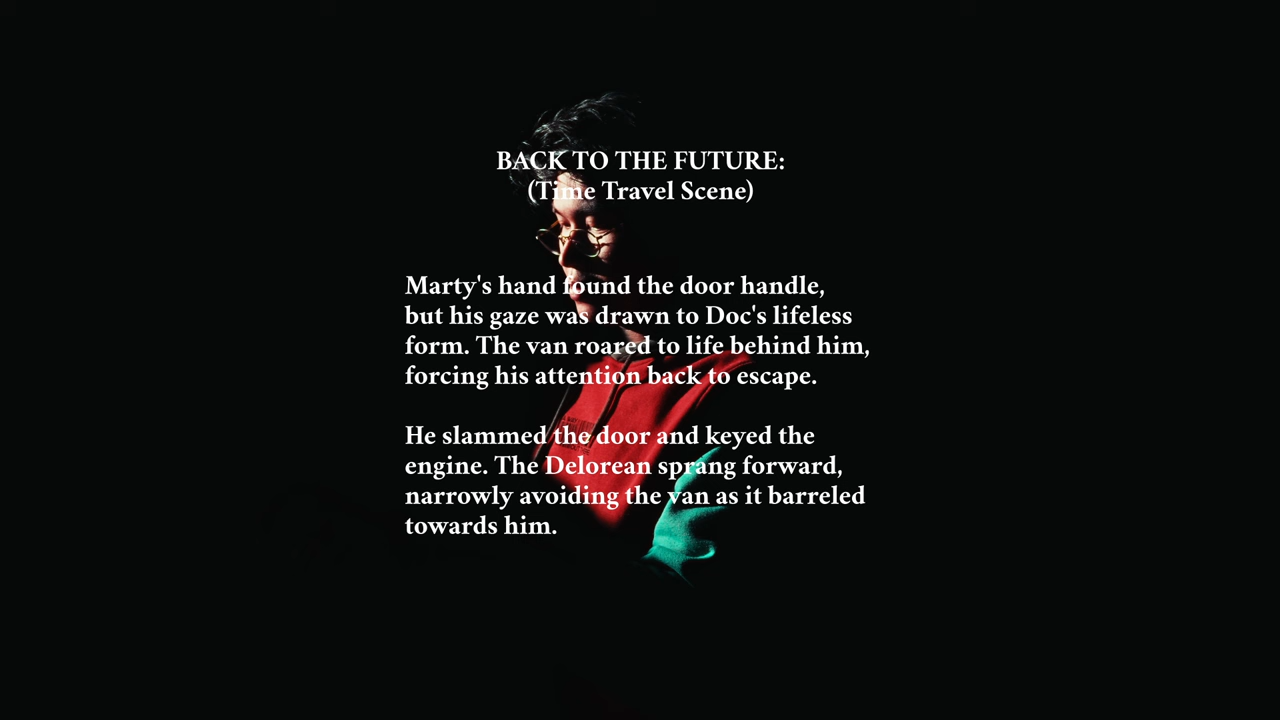 BACK TO THE FUTURE:
(Time Travel Scene)
Marty's hand found the door handle,
but his gaze was drawn to Doc's lifeless
form. The van roared to life behind him,
forcing his attention back to escape.
He slammed the door and keyed the
engine. The Delorean sprang forward,
narrowly avoiding the van as it barreled
towards him.